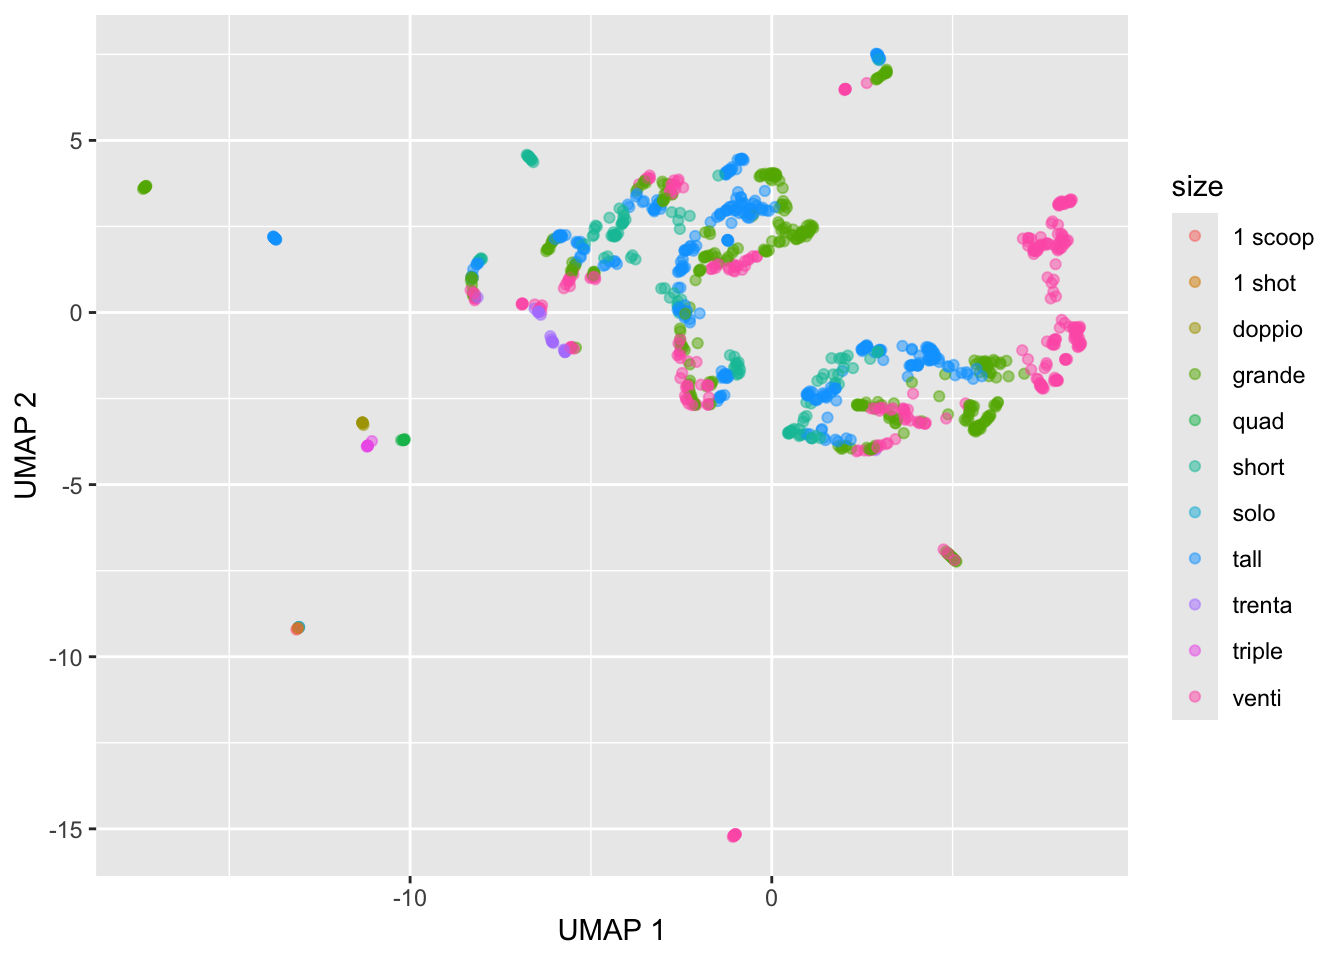 5
0
-5
-10
-15
UMAP 2
-10
0
UMAP 1
size
1 scoop
1 shot
doppio
grande
quad
short
solo
tall
trenta
triple
venti